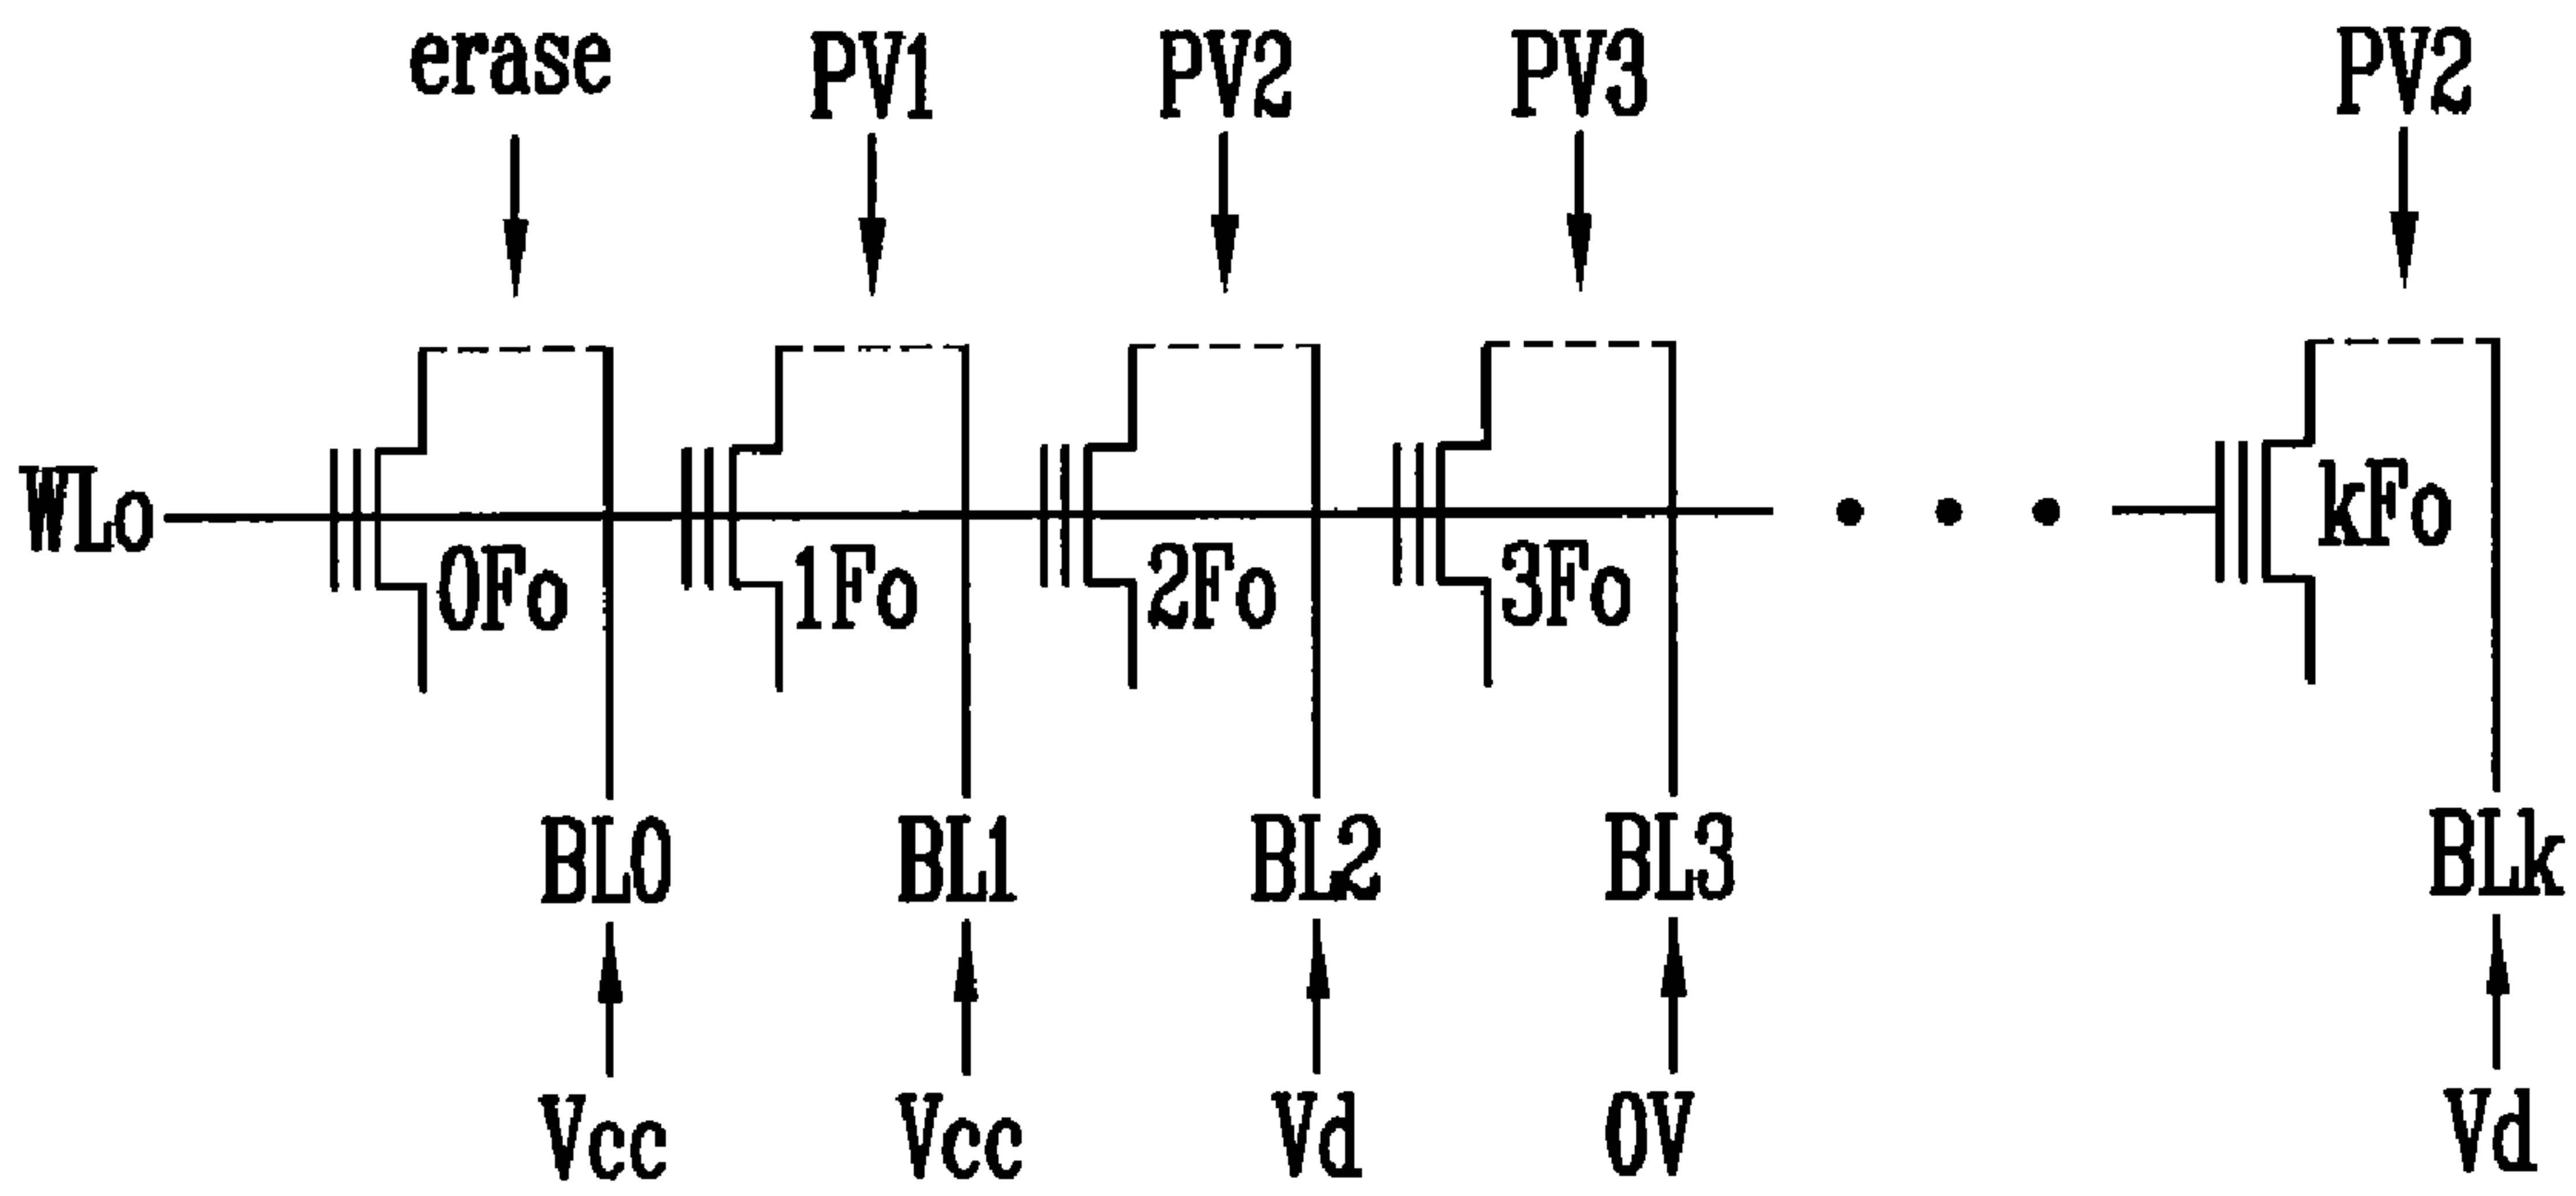 erase PV1 PV2 PV3 PV2
WLo
0Fo 1Fo 2Fo 3Fo kFo
BL0 BL1 BL2 BL3 BLk
Vcc Vcc Vd 0V Vd